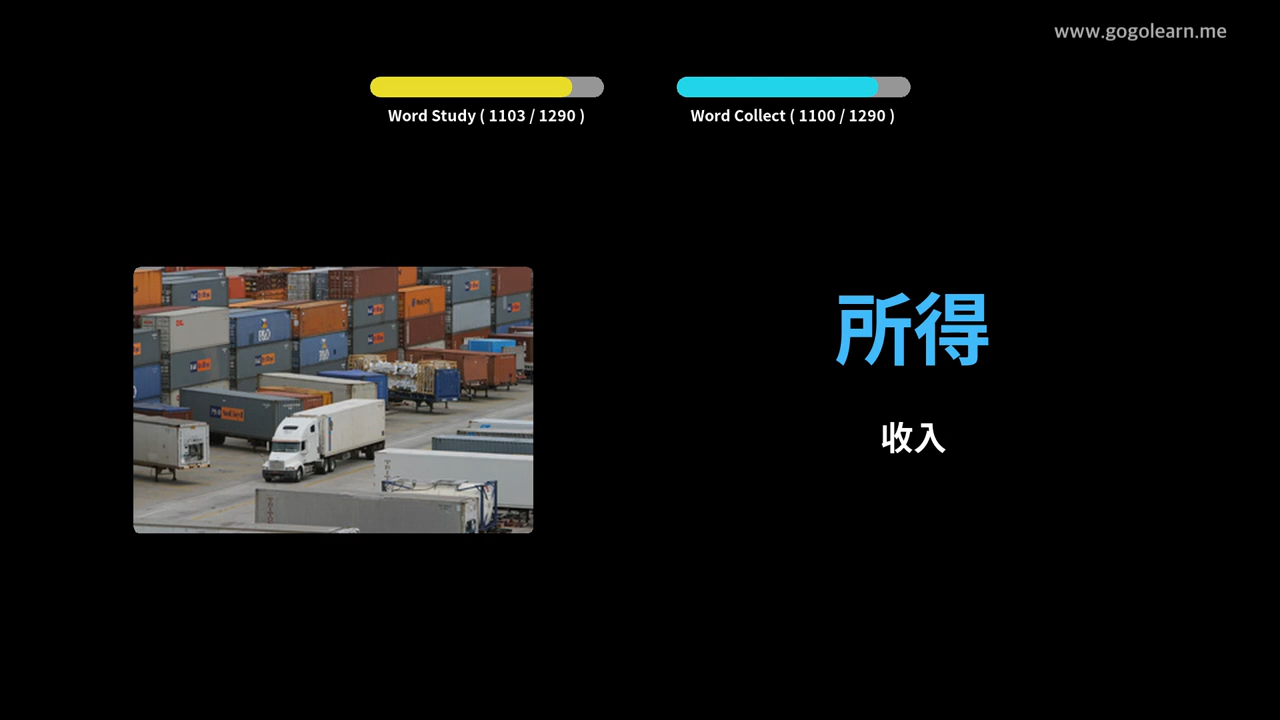 www.gogolearn.me
Word Study ( 1103 / 1290 )
Word Collect ( 1100 / 1290 )
所得
收入